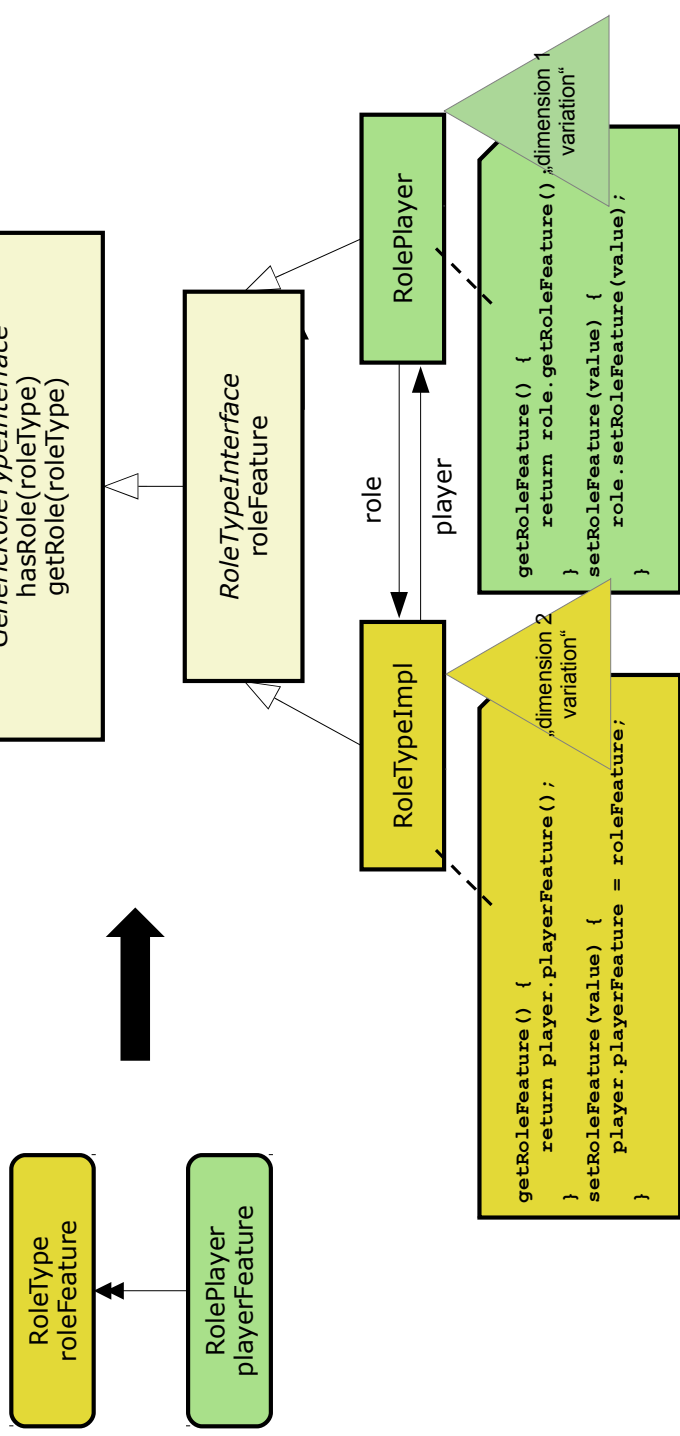 RoleType
roleFeature
RolePlayer
playerFeature
hasRole(roleType)
getRole(roleType)
RoleTypeInterface
roleFeature
RoleTypeImpl
role
player
RolePlayer
getRoleFeature() {
return player.playerFeature();
}
setRoleFeature(value) {
player.playerFeature = roleFeature;
}
„dimension 2
variation“
getRoleFeature() {
return role.getRoleFeature();
}
setRoleFeature(value) {
role.setRoleFeature(value);
}
„dimension 1
variation“